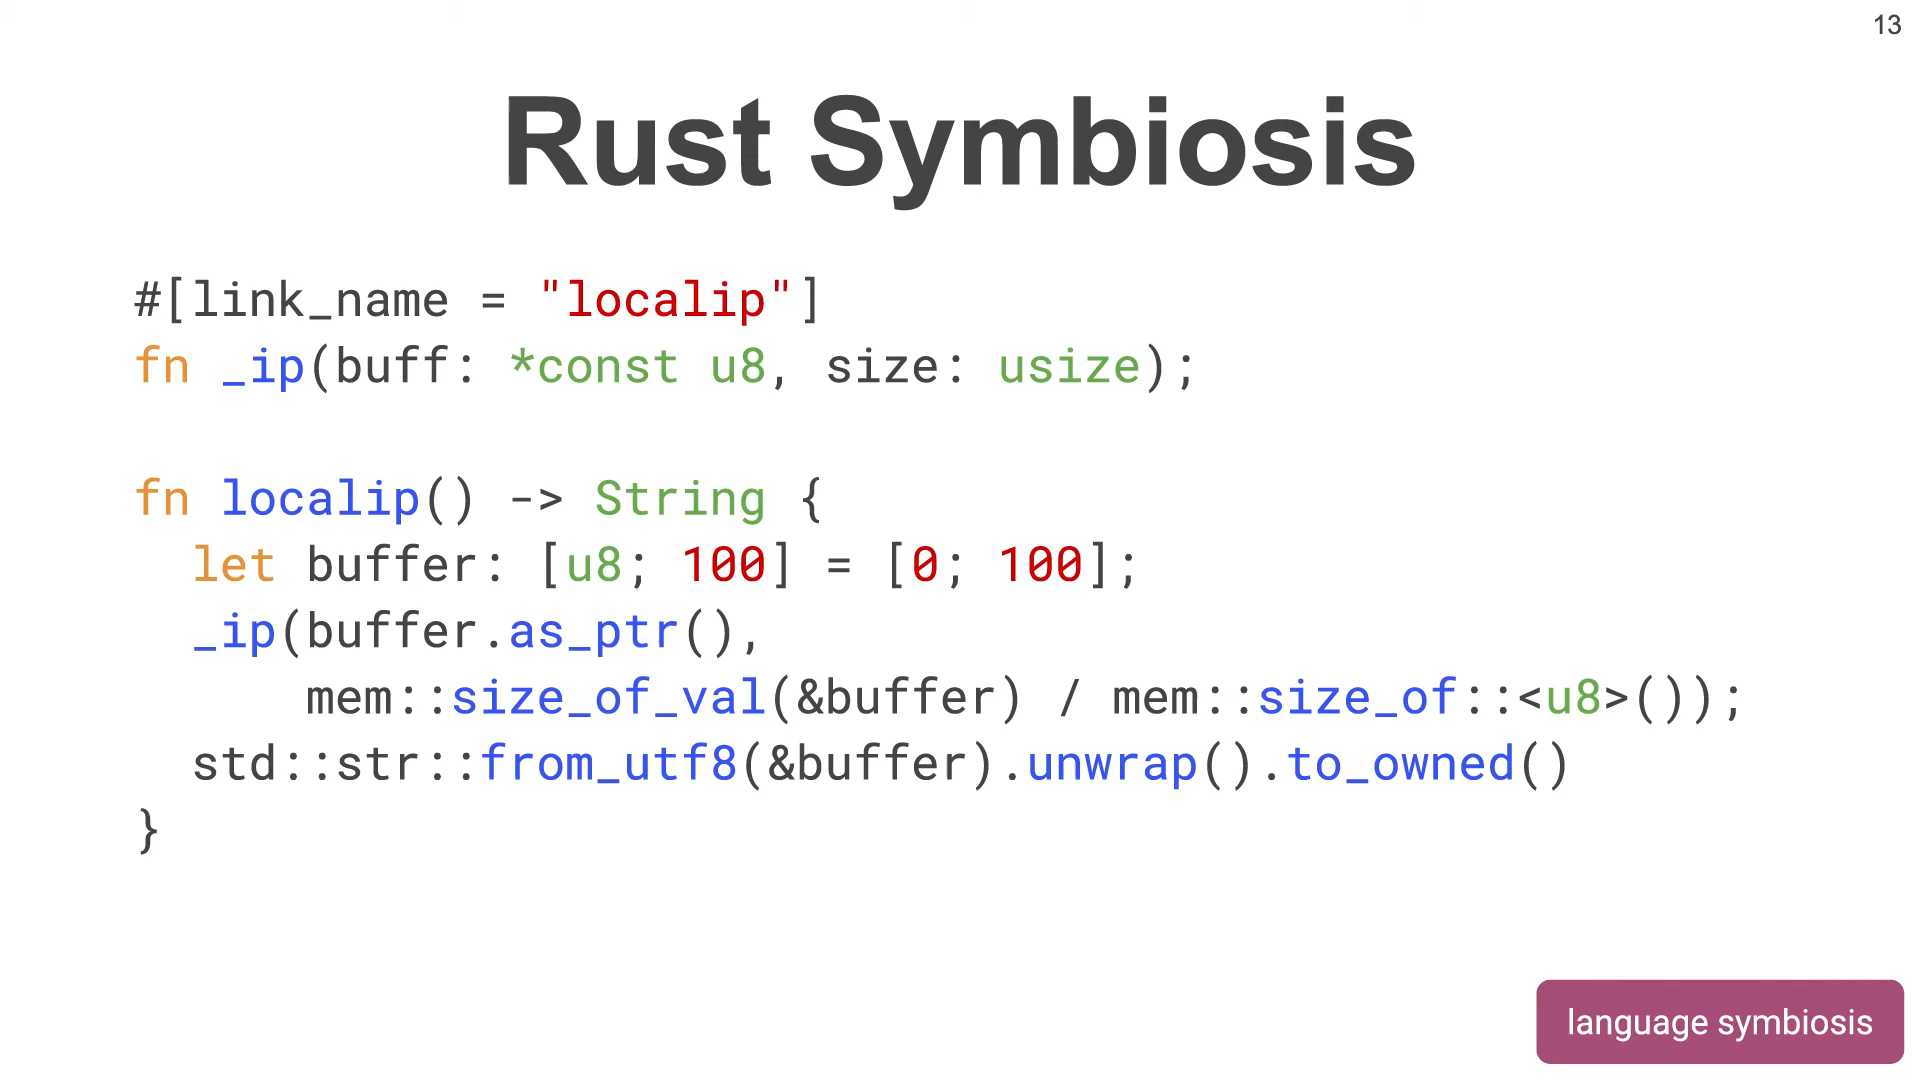 13
Rust Symbiosis
#[link_name = "localip"]
fn _ip(buff: *const u8, size: usize);
fn localip() -> String {
  let buffer: [u8; 100] = [0; 100];
  _ip(buffer.as_ptr(),
      mem::size_of_val(&buffer) / mem::size_of::<u8>());
  std::str::from_utf8(&buffer).unwrap().to_owned()
}
language symbiosis